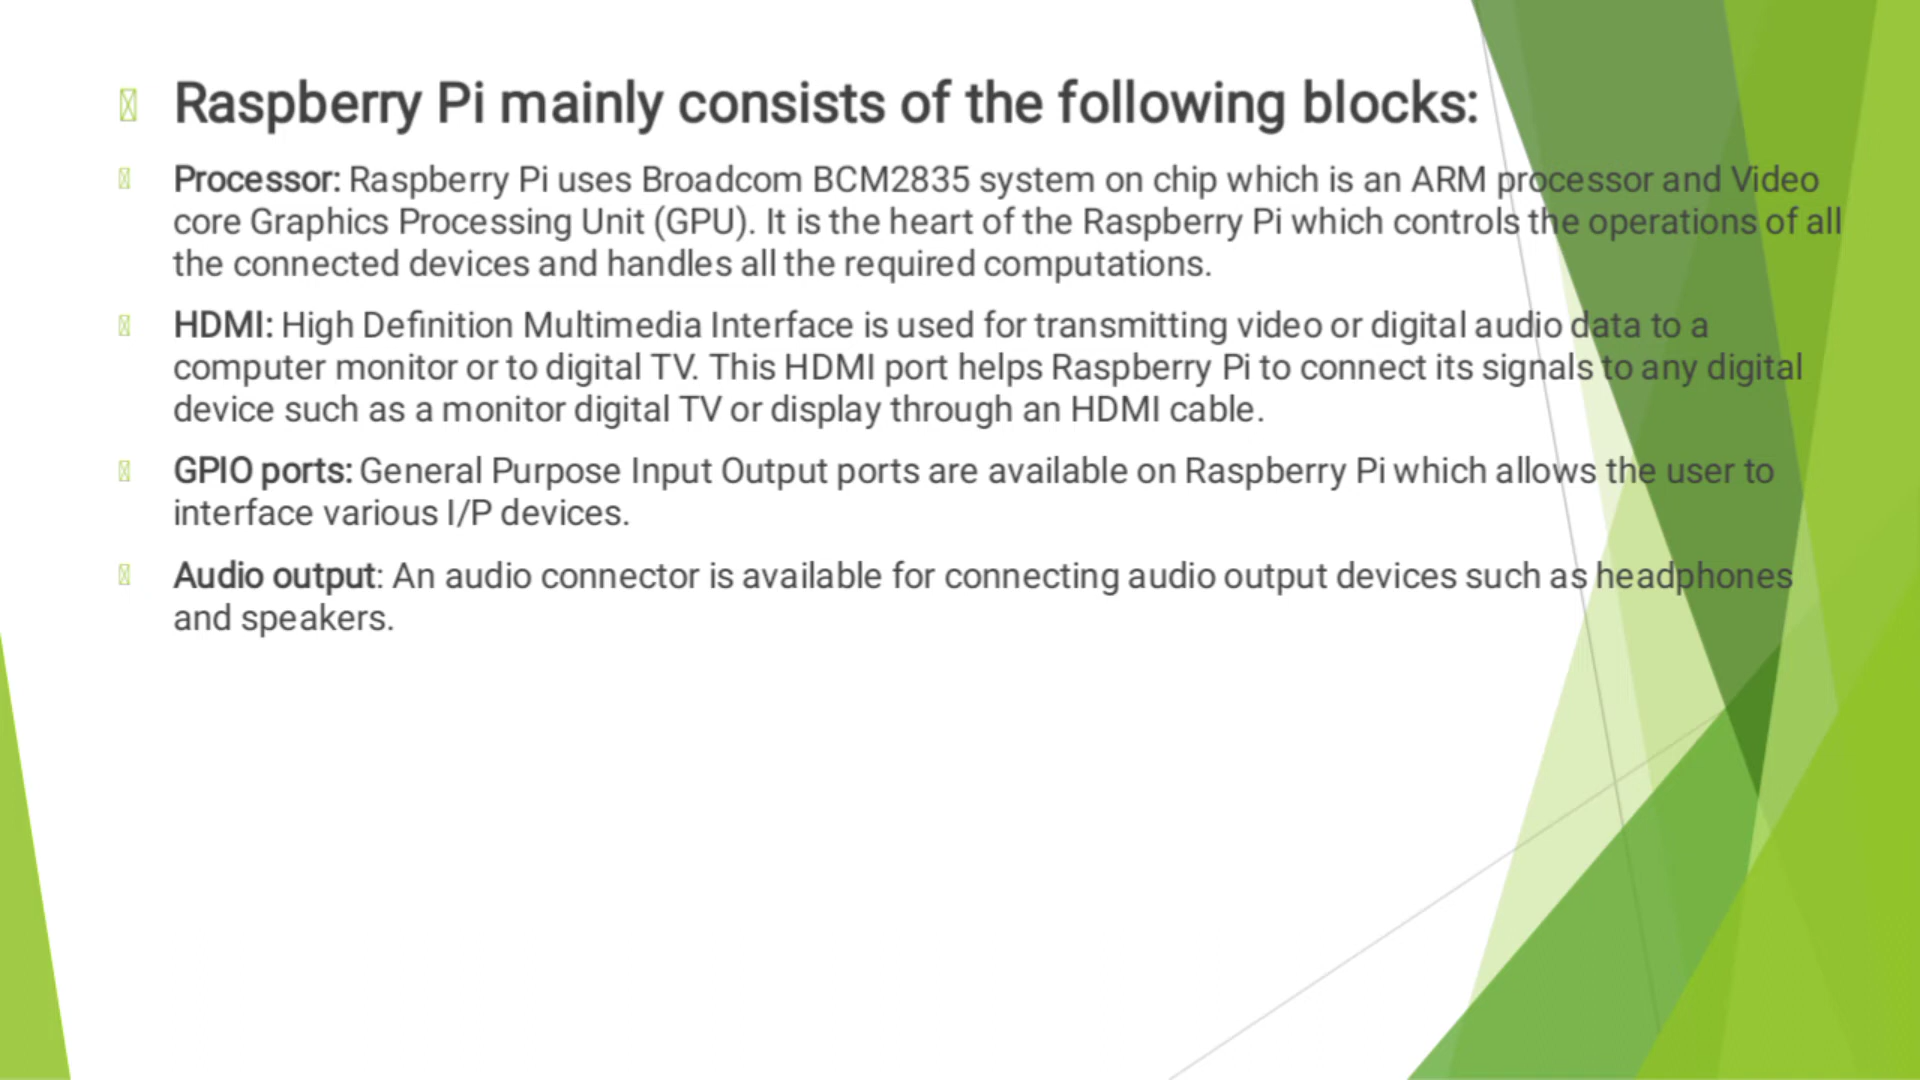 Raspberry Pi mainly consists of the following blocks:
Processor: Raspberry Pi uses Broadcom BCM2835 system on chip which is an ARM processor and Video
core Graphics Processing Unit (GPU). It is the heart of the Raspberry Pi which controls the operations of all
the connected devices and handles all the required computations.
HDMI: High Definition Multimedia Interface is used for transmitting video or digital audio data to a
computer monitor or to digital TV. This HDMI port helps Raspberry Pi to connect its signals to any digital
device such as a monitor digital TV or display through an HDMI cable.
GPIO ports: General Purpose Input Output ports are available on Raspberry Pi which allows the user to
interface various I/P devices.
Audio output: An audio connector is available for connecting audio output devices such as headphones
and speakers.